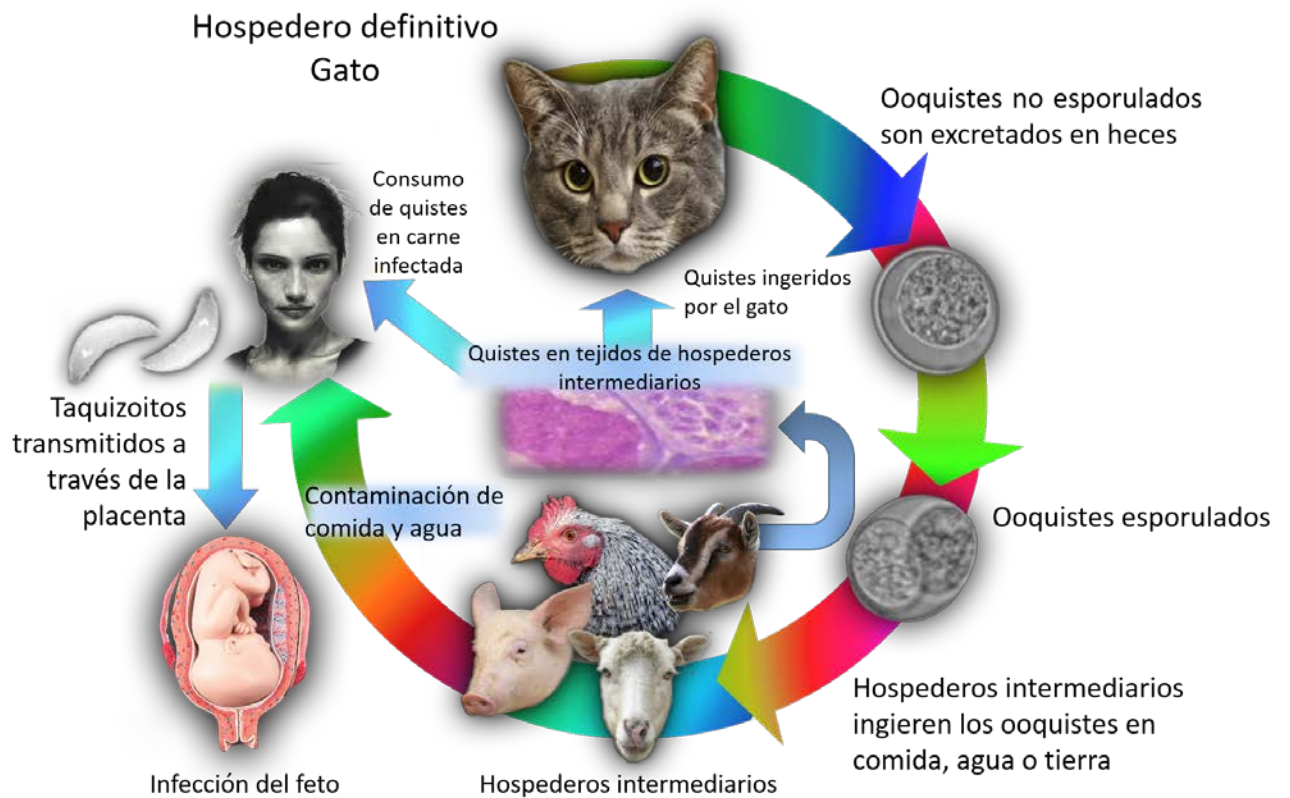 Hospedero definitivo
Gato
Ooquistes no esporulados
son excretados en heces
Consumo
de quistes
en carne
infectada
Quistes ingeridos
por el gato
Quistes en tejidos de hospederos
intermediarios
Taquizoitos
transmitidos a
través de la
placenta
Contaminación de
comida y agua
Ooquistes esporulados
Hospederos intermediarios
ingieren los ooquistes en
comida, agua o tierra
Infección del feto
Hospederos intermediarios